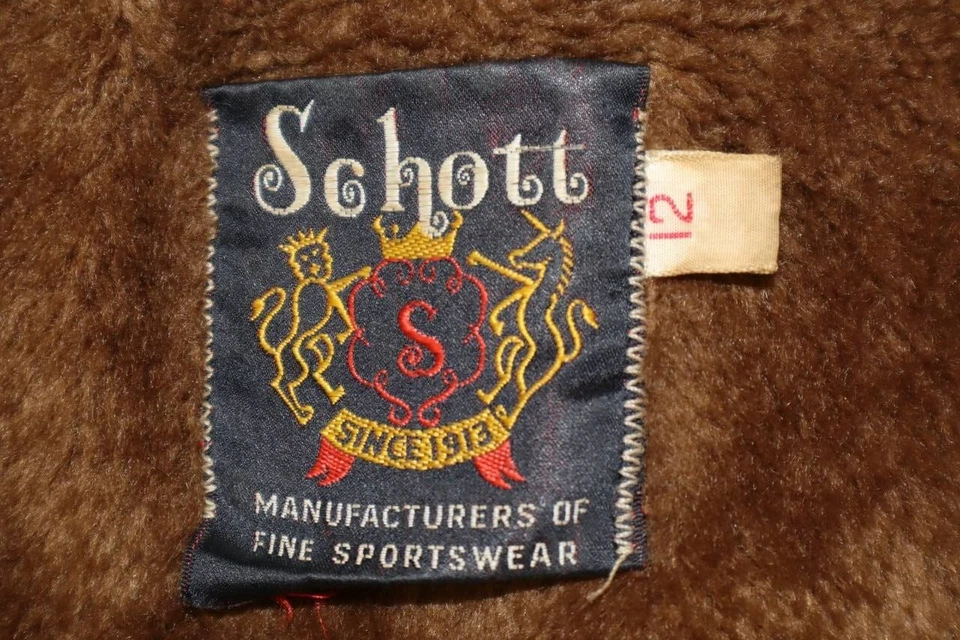 Schott
12
S
SINCE 1913
MANUFACTURERS OF
FINE SPORTSWEAR